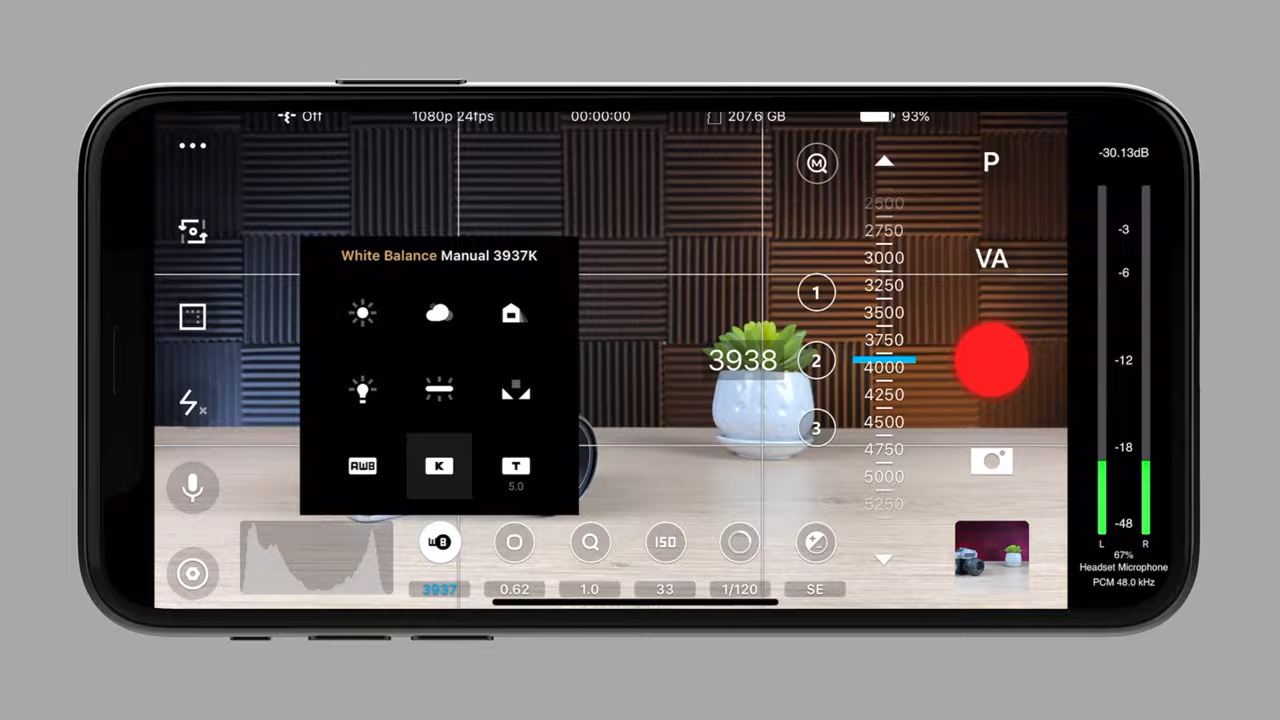 Off 1080p 24fps 00:00:00 207.6 GB 93%
M
P
VA
White Balance Manual 3937K
AWB K T
5.0
3938
1
2
3
2500
2750
3000
3250
3500
3750
4000
4250
4500
4750
5000
5250
WB ISO
3937 0.62 1.0 33 1/120 SE
-30.13dB
-3
-6
-12
-18
-48
L R
67%
Headset Microphone
PCM 48.0 kHz